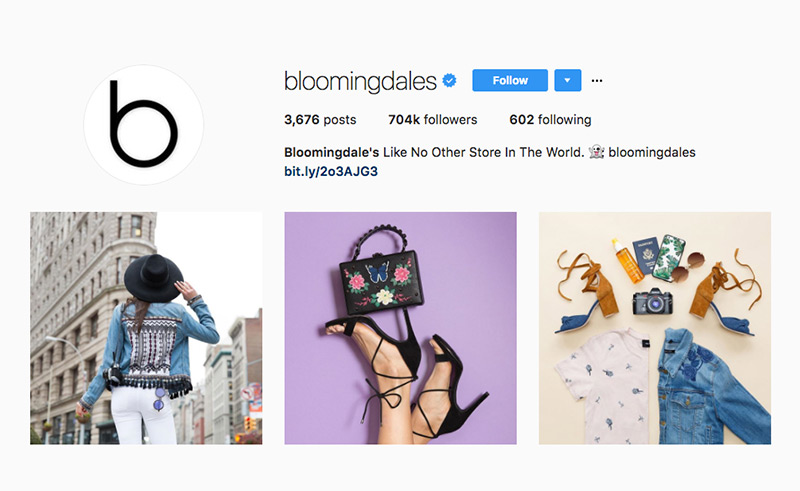 b
bloomingdales Follow
3,676 posts 704k followers 602 following
Bloomingdale's Like No Other Store In The World. 👻 bloomingdales
bit.ly/2o3AJG3
PASSPORT